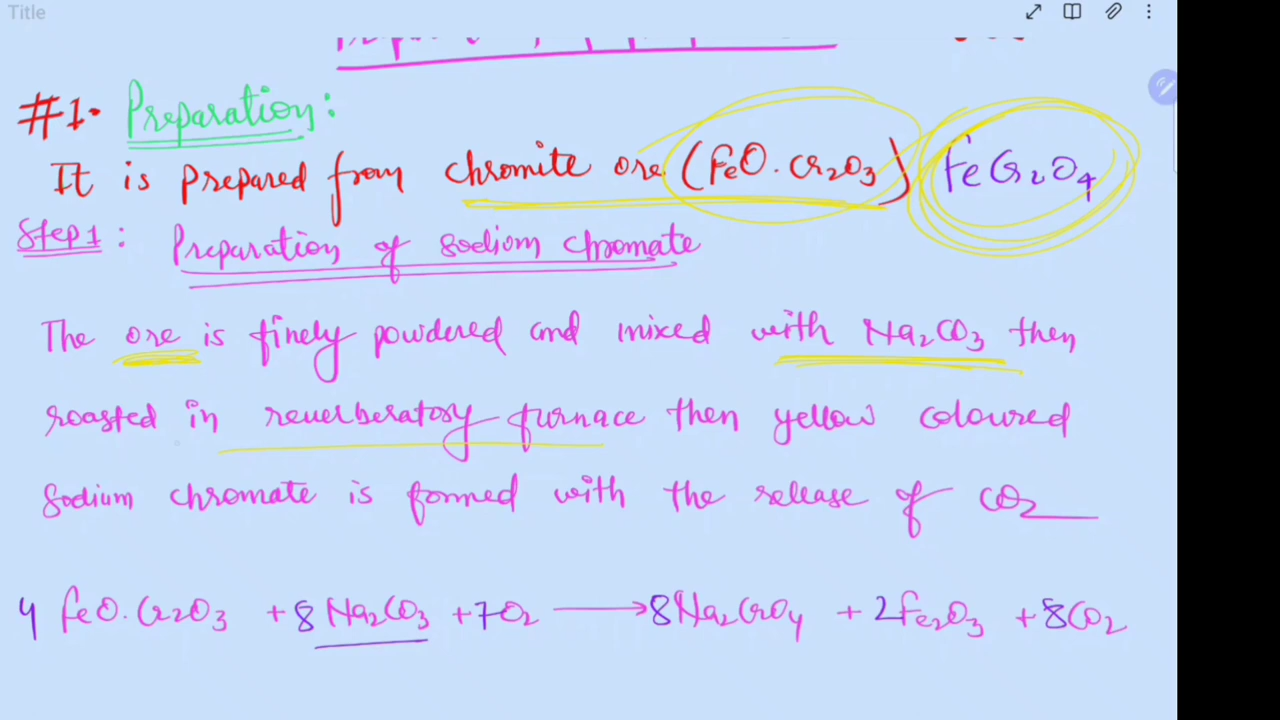 Title
#1. Preparation:
It is prepared from chromite ore (FeO.Cr2O3) FeCr2O4
Step1: Preparation of sodium chromate
The ore is finely powdered and mixed with Na2CO3 then
roasted in reverberatory furnace then yellow coloured
sodium chromate is formed with the release of CO2
4 FeO.Cr2O3 + 8 Na2CO3 + 7O2 → 8Na2CrO4 + 2Fe2O3 + 8CO2